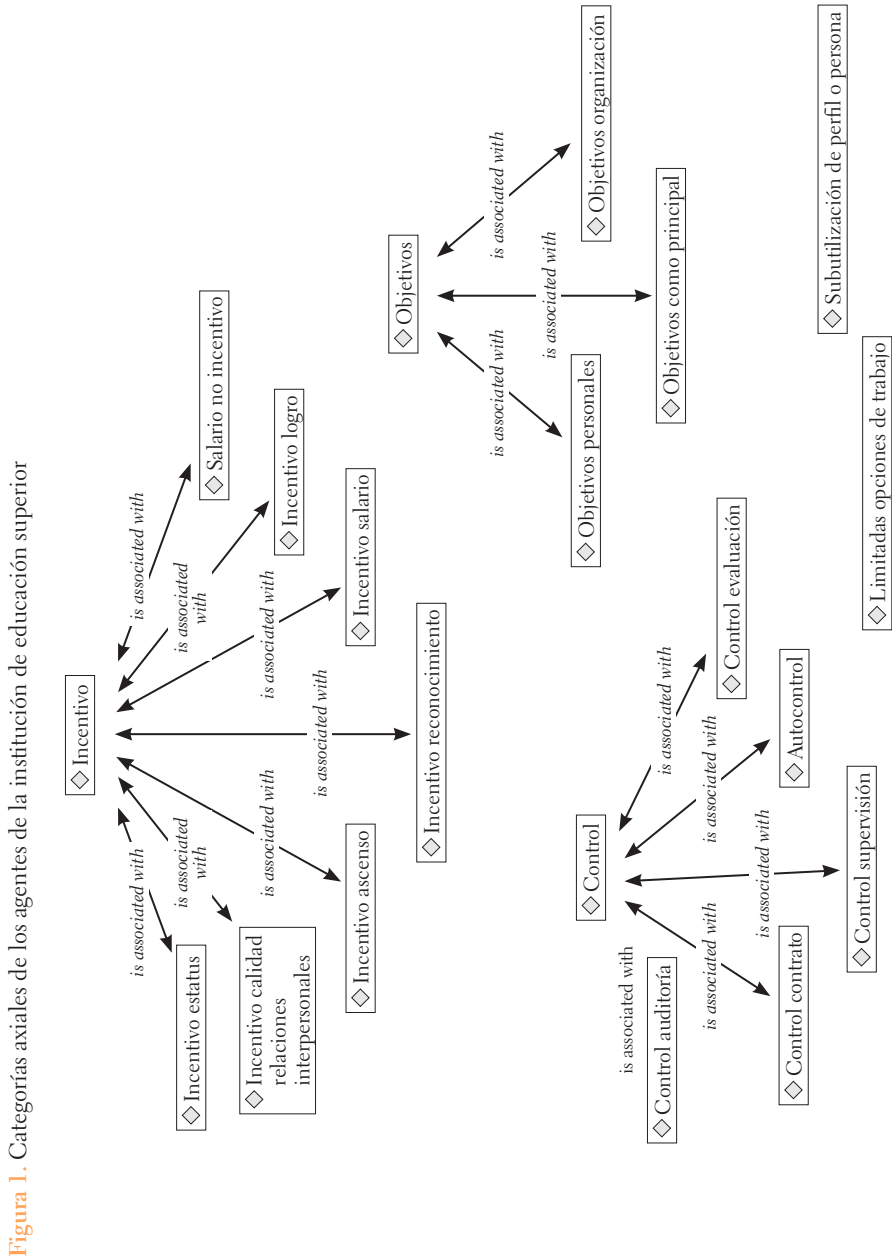 Figura 1. Categorías axiales de los agentes de la institución de educación superior
Incentivo
is associated with
is associated
with
is associated with
is associated with
is associated with
is associated
with
is associated with
Incentivo estatus
Incentivo calidad
relaciones
interpersonales
Incentivo ascenso
Incentivo reconocimiento
Incentivo salario
Incentivo logro
Salario no incentivo
Objetivos
is associated with
is associated with
is associated with
Objetivos personales
Objetivos como principal
Objetivos organización
Control
is associated with
is associated with
is associated with
is associated with
is associated with
Control auditoría
Control contrato
Control supervisión
Autocontrol
Control evaluación
Limitadas opciones de trabajo
Subutilización de perfil o persona